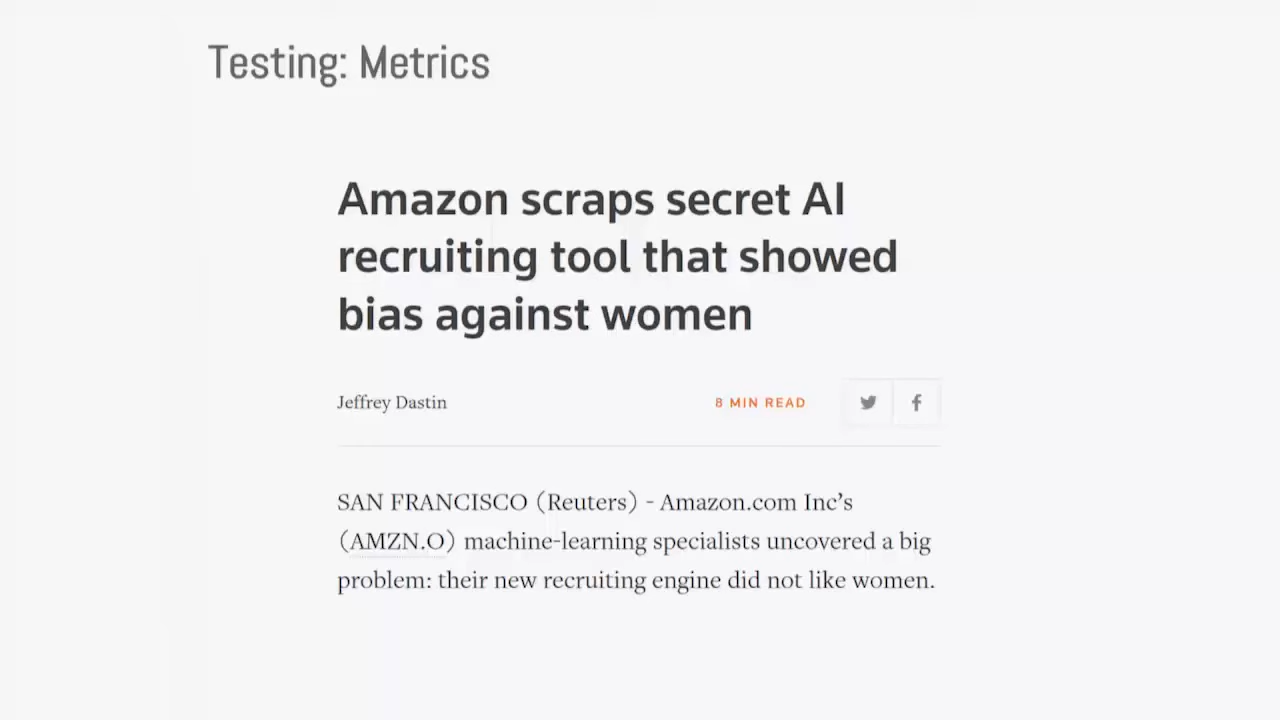 Testing: Metrics
Amazon scraps secret AI
recruiting tool that showed
bias against women
Jeffrey Dastin
8 MIN READ
SAN FRANCISCO (Reuters) - Amazon.com Inc’s
(AMZN.O) machine-learning specialists uncovered a big
problem: their new recruiting engine did not like women.